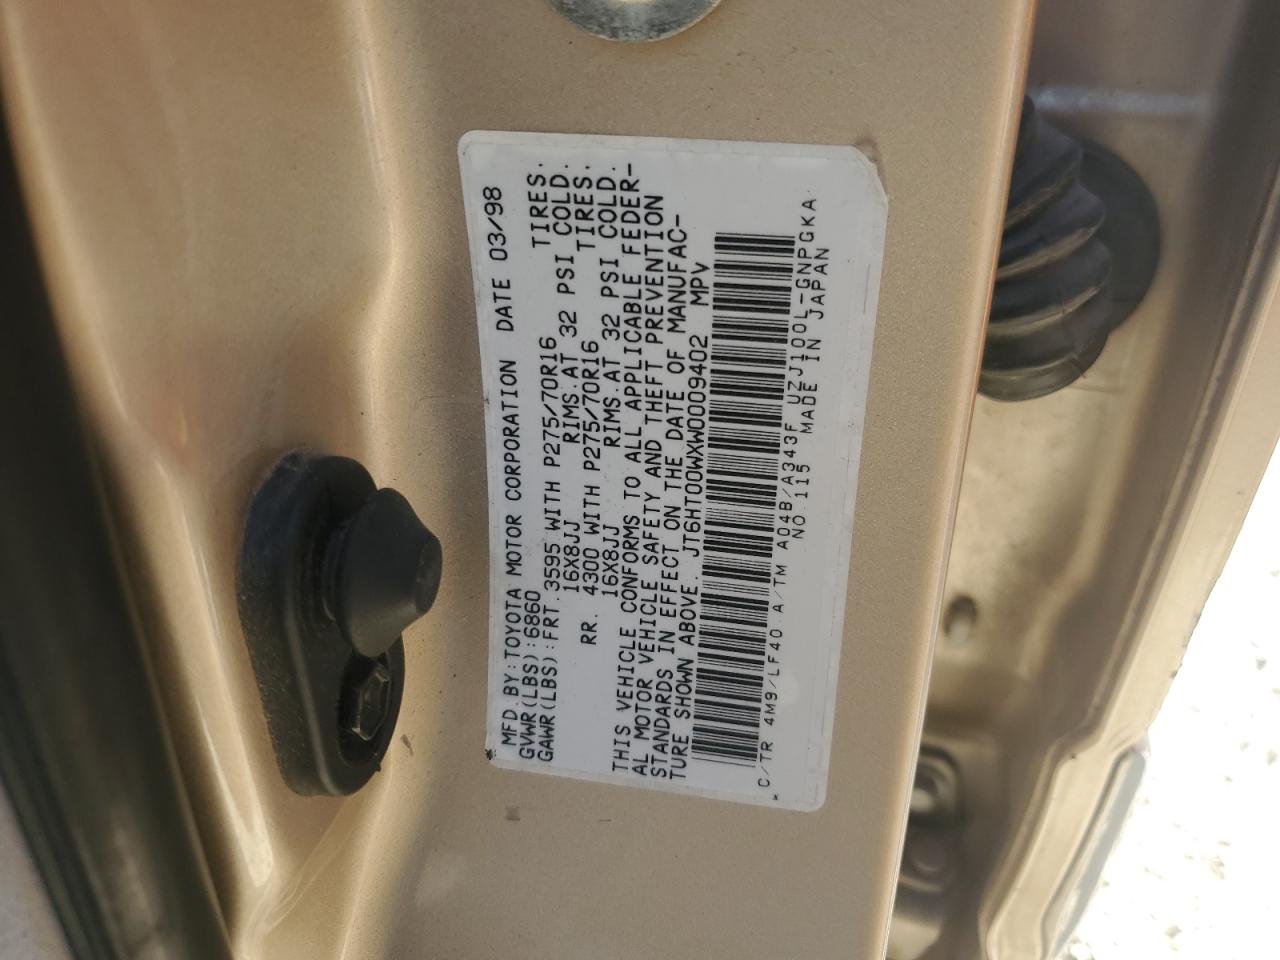 MFD. BY: TOYOTA MOTOR CORPORATION DATE 03/98
GVWR(LBS):6860
GAWR(LBS):FRT. 3595 WITH P275/70R16 TIRES.
16X8JJ RIMS. AT 32 PSI COLD.
RR. 4300 WITH P275/70R16 TIRES.
16X8JJ RIMS. AT 32 PSI COLD.
THIS VEHICLE CONFORMS TO ALL APPLICABLE FEDER-
AL MOTOR VEHICLE SAFETY AND THEFT PREVENTION
STANDARDS IN EFFECT ON THE DATE OF MANUFAC-
TURE SHOWN ABOVE. JT6HT00WXW0009402 MPV
C/TR 4M9/LF40 A/TM A04B/A343F UZJ100L-GNPGKA
NO.115 MADE IN JAPAN